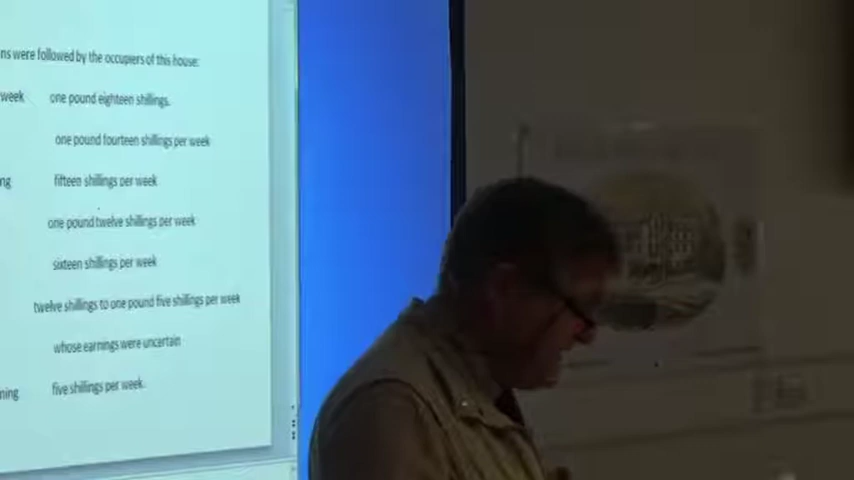 ns were followed by the occupiers of this house:
week one pound eighteen shillings.
one pound fourteen shillings per week
ng fifteen shillings per week
one pound twelve shillings per week
sixteen shillings per week
twelve shillings to one pound five shillings per week
whose earnings were uncertain
ning five shillings per week.